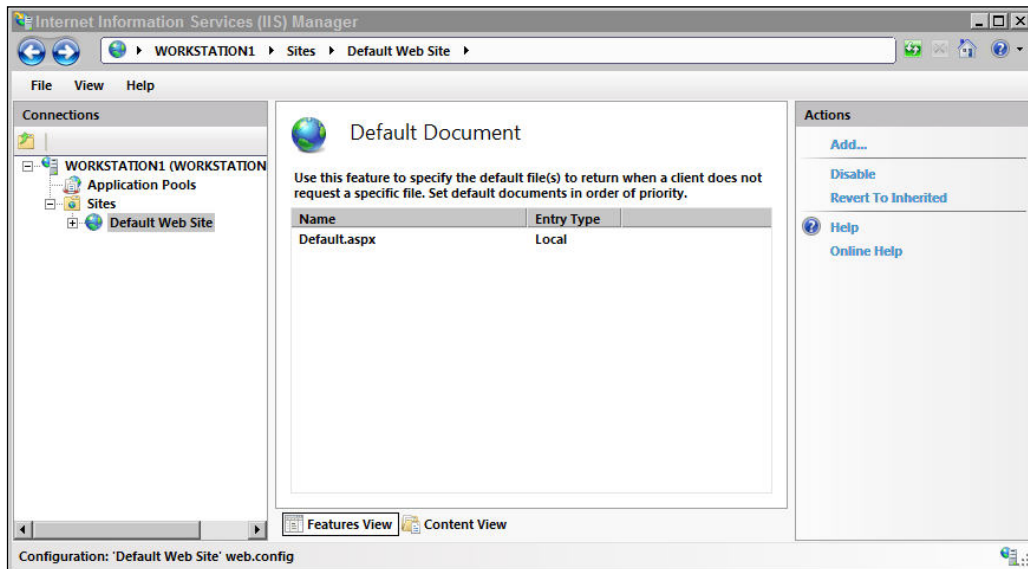 Internet Information Services (IIS) Manager
WORKSTATION1 Sites Default Web Site
File View Help
Connections
WORKSTATION1 (WORKSTATION
Application Pools
Sites
Default Web Site
Default Document
Use this feature to specify the default file(s) to return when a client does not
request a specific file. Set default documents in order of priority.
Name Entry Type
Default.aspx Local
Features View Content View
Actions
Add...
Disable
Revert To Inherited
Help
Online Help
Configuration: 'Default Web Site' web.config